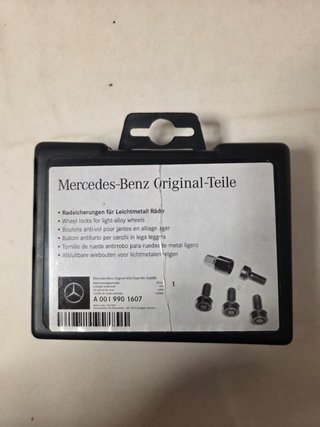 Mercedes-Benz Original-Teile
• Radsicherungen für Leichtmetall Räder
• Wheel locks for light-alloy wheels
• Boulons anti-vol pour jantes en alliage léger
• Bulloni antifurto per cerchi in lega leggera
• Tornillo de rueda antirrobo para ruedas de metal ligero
• Afsluitbare wielbouten voor lichtmetalen velgen
A 001 990 1607
1